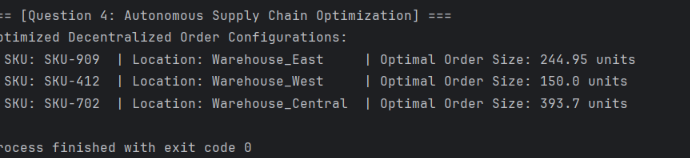 == [Question 4: Autonomous Supply Chain Optimization] ===
ptimized Decentralized Order Configurations:
SKU: SKU-909 | Location: Warehouse_East | Optimal Order Size: 244.95 units
SKU: SKU-412 | Location: Warehouse_West | Optimal Order Size: 150.0 units
SKU: SKU-702 | Location: Warehouse_Central | Optimal Order Size: 393.7 units
rocess finished with exit code 0